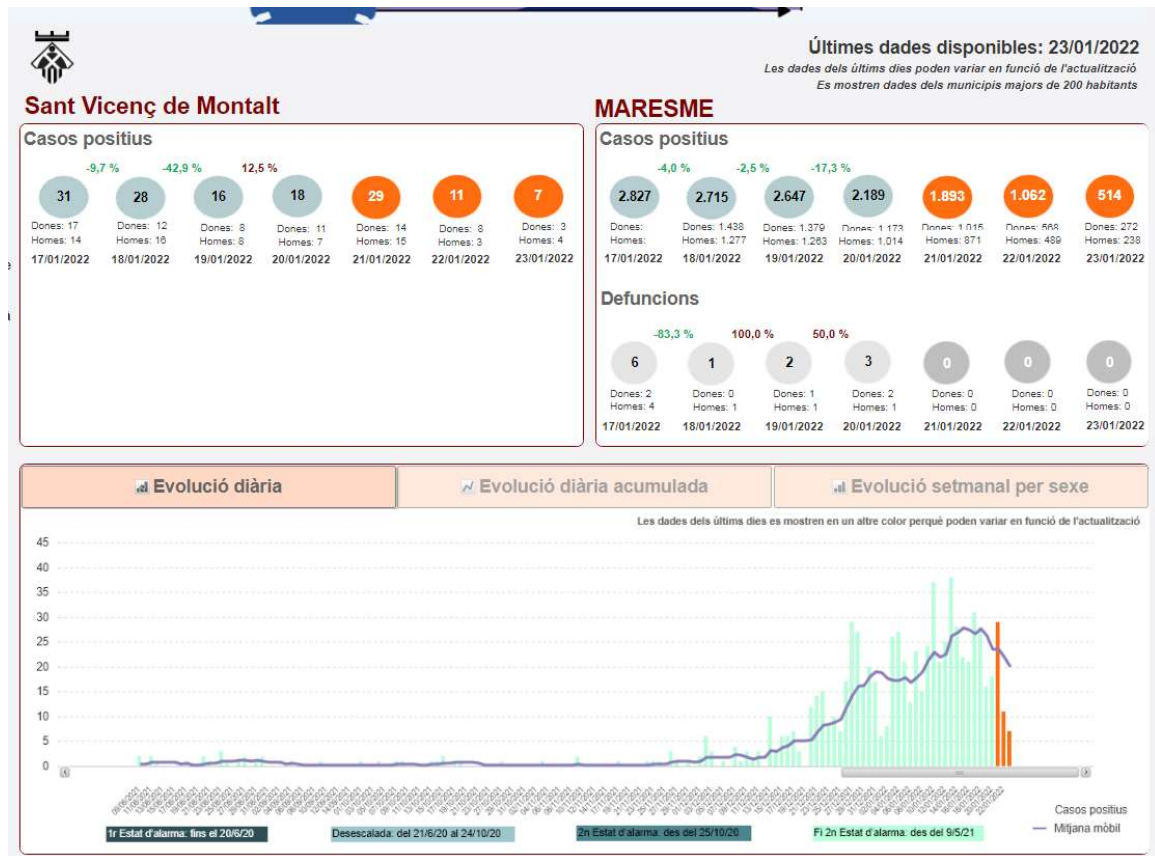 Últimes dades disponibles: 23/01/2022
Les dades dels últims dies poden variar en funció de l'actualització
Es mostren dades dels municipis majors de 200 habitants
Sant Vicenç de Montalt
Casos positius
-9,7 % -42,9 % 12,5 %
31 28 16 18 29 11 7
Dones: 17 Dones: 12 Dones: 8 Dones: 11 Dones: 14 Dones: 8 Dones: 3
Homes: 14 Homes: 16 Homes: 8 Homes: 7 Homes: 15 Homes: 3 Homes: 4
17/01/2022 18/01/2022 19/01/2022 20/01/2022 21/01/2022 22/01/2022 23/01/2022
MARESME
Casos positius
-4,0 % -2,5 % -17,3 %
2.827 2.715 2.647 2.189 1.893 1.062 514
Dones: Dones: 1.438 Dones: 1.379 Dones: 1.173 Dones: 1.015 Dones: 568 Dones: 272
Homes: Homes: 1.277 Homes: 1.263 Homes: 1.014 Homes: 871 Homes: 489 Homes: 238
17/01/2022 18/01/2022 19/01/2022 20/01/2022 21/01/2022 22/01/2022 23/01/2022
Defuncions
-83,3 % 100,0 % 50,0 %
6 1 2 3 0 0 0
Dones: 2 Dones: 0 Dones: 1 Dones: 2 Dones: 0 Dones: 0 Dones: 0
Homes: 4 Homes: 1 Homes: 1 Homes: 1 Homes: 0 Homes: 0 Homes: 0
17/01/2022 18/01/2022 19/01/2022 20/01/2022 21/01/2022 22/01/2022 23/01/2022
Evolució diària
Evolució diària acumulada
Evolució setmanal per sexe
Les dades dels últims dies es mostren en un altre color perquè poden variar en funció de l'actualització
45
40
35
30
25
20
15
10
5
0
Casos positius
Mitjana mòbil
1r Estat d'alarma: fins el 20/6/20
Desescalada: del 21/6/20 al 24/10/20
2n Estat d'alarma: des del 25/10/20
Fi 2n Estat d'alarma: des del 9/5/21